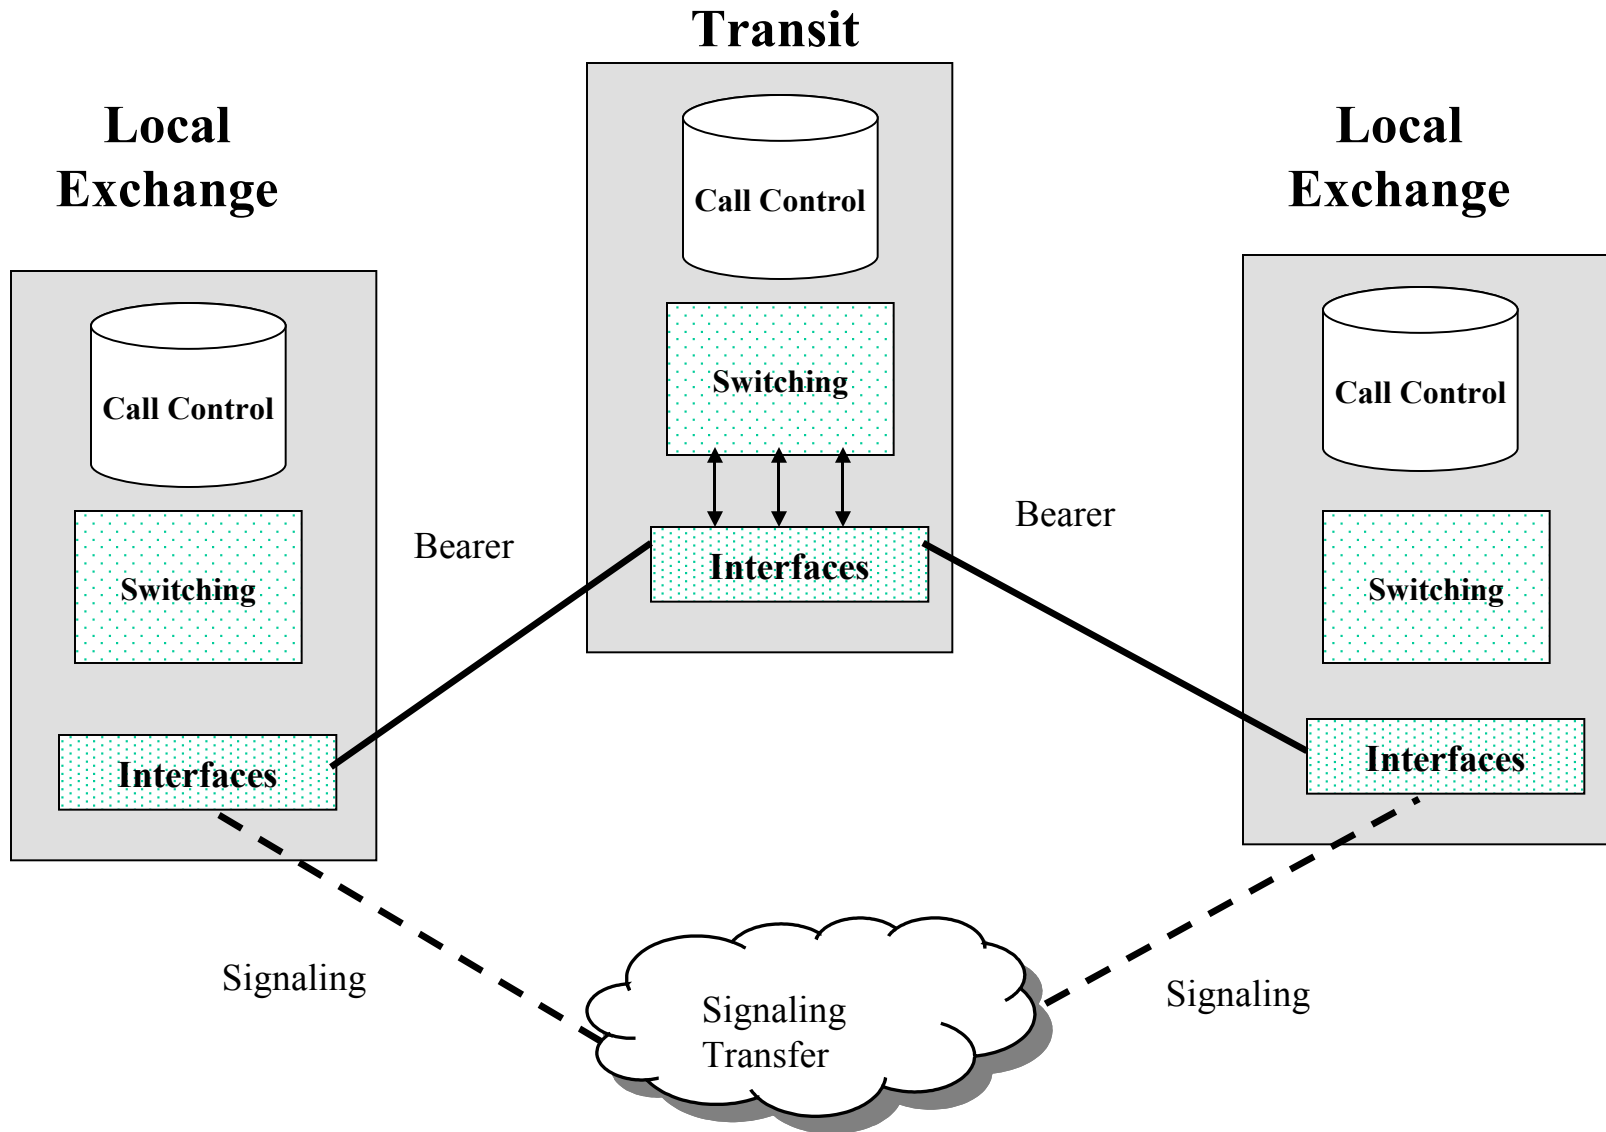 Transit
Local
Exchange
Local
Exchange
Call Control
Call Control
Call Control
Switching
Switching
Switching
Bearer
Bearer
Interfaces
Interfaces
Interfaces
Signaling
Signaling
Signaling
Transfer